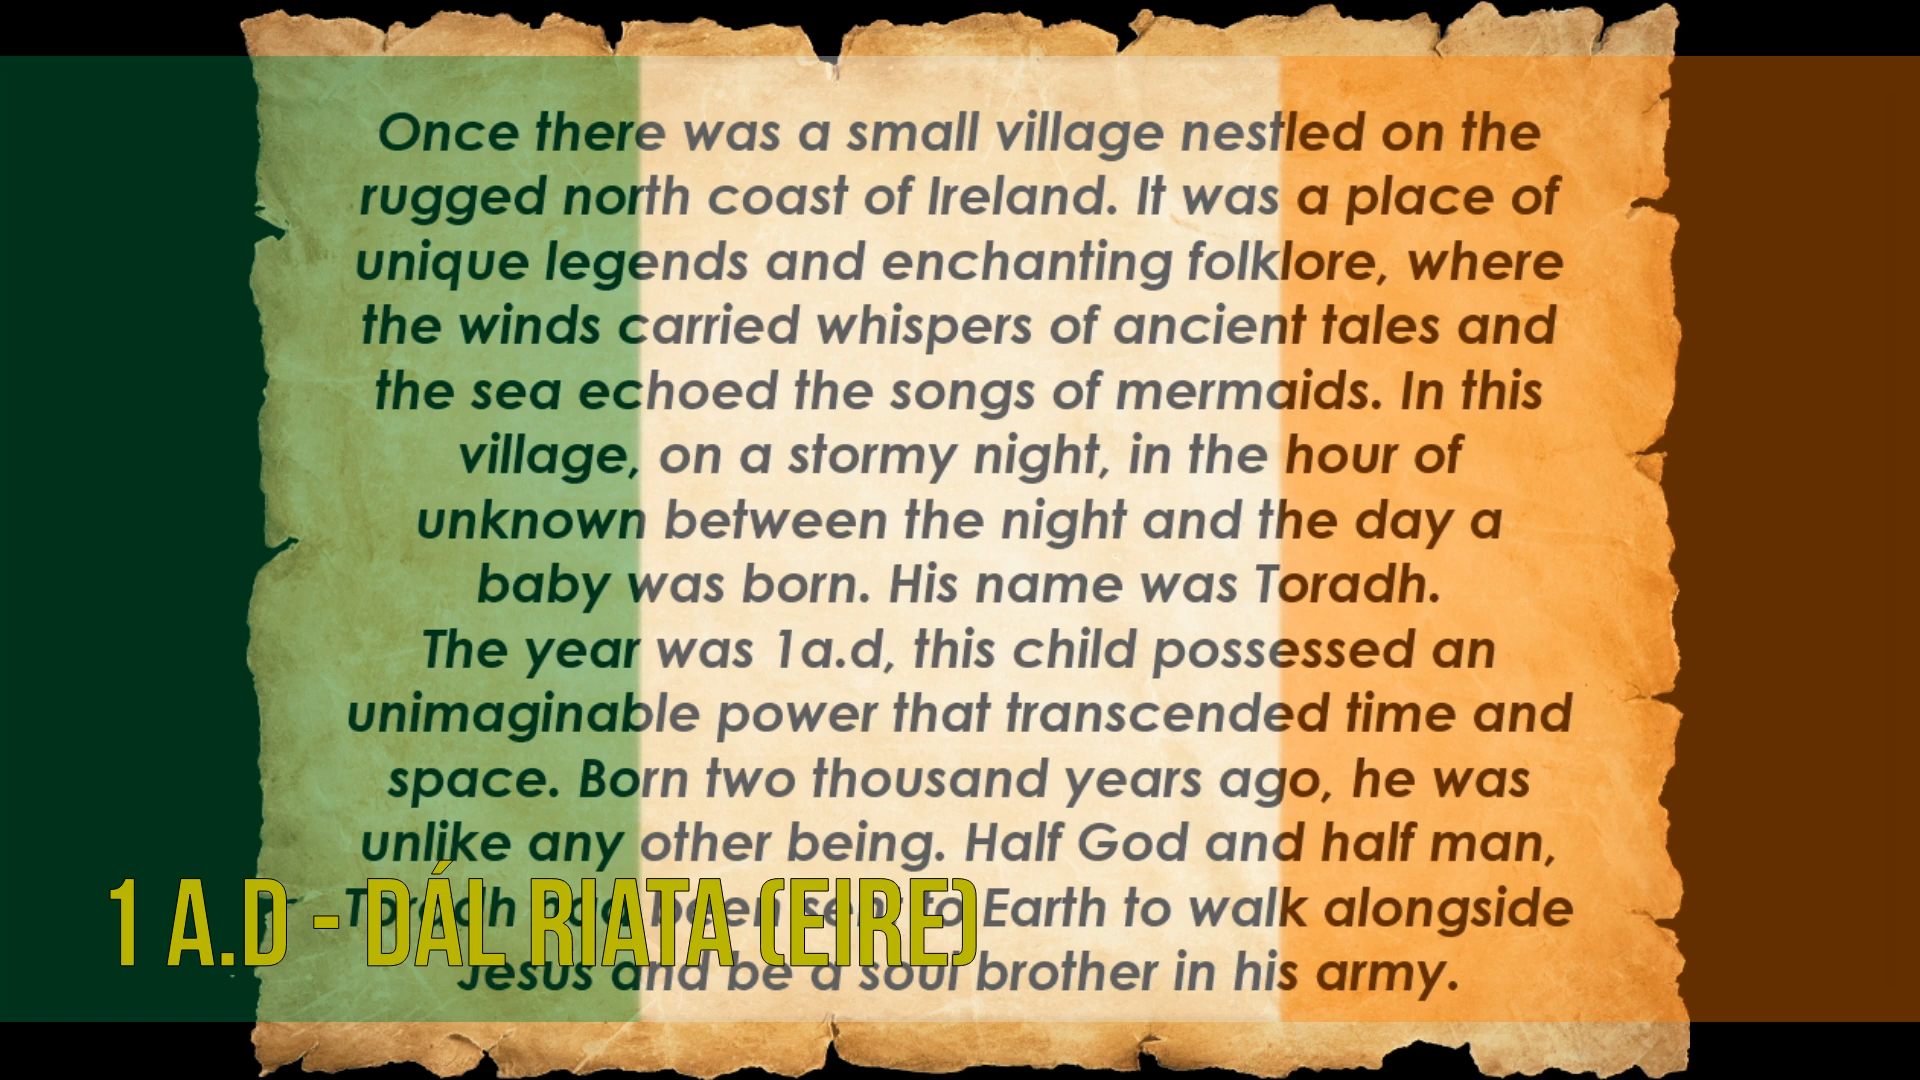 Once there was a small village nestled on the
rugged north coast of Ireland. It was a place of
unique legends and enchanting folklore, where
the winds carried whispers of ancient tales and
the sea echoed the songs of mermaids. In this
village, on a stormy night, in the hour of
unknown between the night and the day a
baby was born. His name was Toradh.
The year was 1a.d, this child possessed an
unimaginable power that transcended time and
space. Born two thousand years ago, he was
unlike any other being. Half God and half man,
Toradh had been sent to Earth to walk alongside
Jesus and be a soul brother in his army.
1 A.D - DÁL RIATA (EIRE)